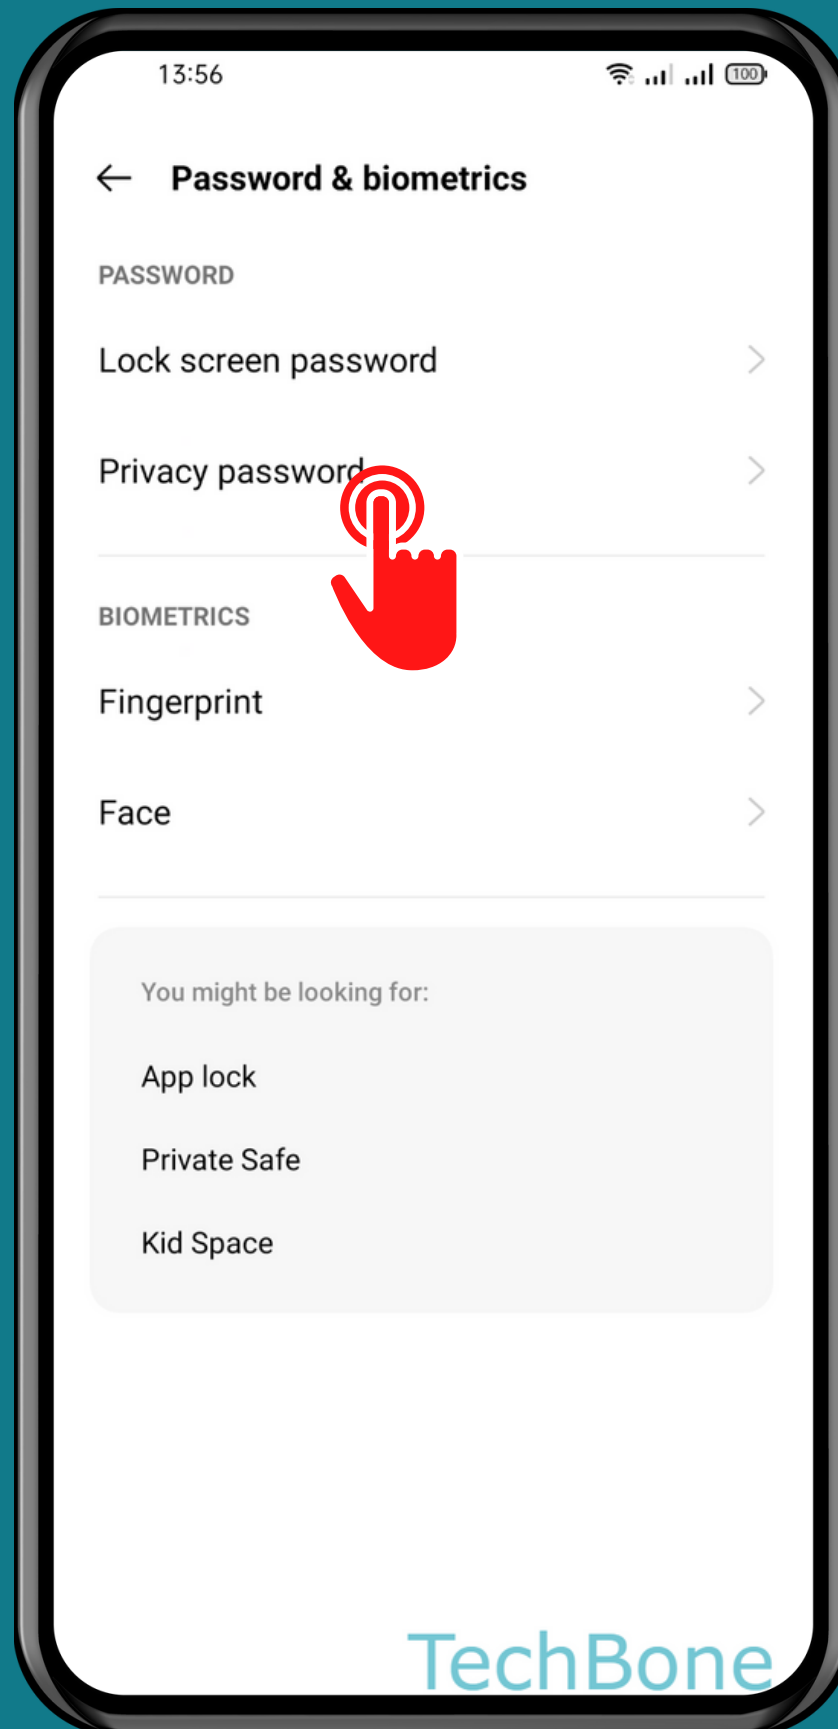 13:56
100
Password & biometrics
PASSWORD
Lock screen password
Privacy password
BIOMETRICS
Fingerprint
Face
You might be looking for:
App lock
Private Safe
Kid Space
TechBone